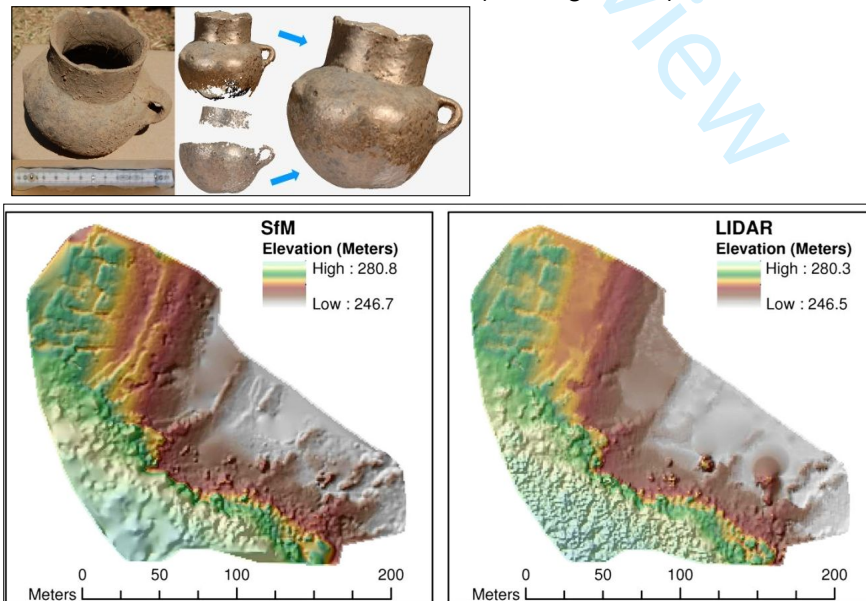 view
SfM
Elevation (Meters)
High : 280.8
Low : 246.7
0 50 100 200
Meters
LIDAR
Elevation (Meters)
High : 280.3
Low : 246.5
0 50 100 200
Meters